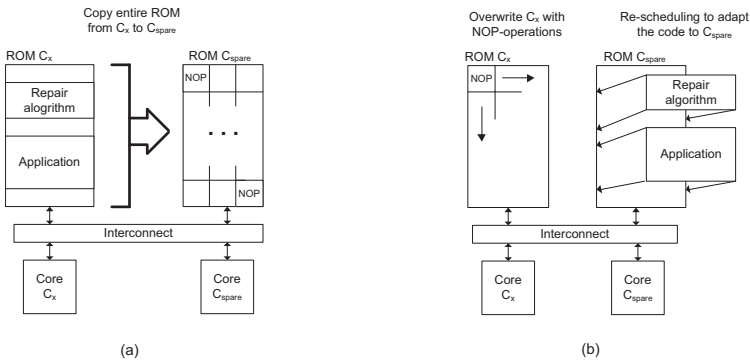 Copy entire ROM
from Cx to Cspare
ROM Cx
ROM Cspare
Repair
alogrithm
Application
NOP
. . .
NOP
Interconnect
Core
Cx
Core
Cspare
(a)
Overwrite Cx with
NOP-operations
Re-scheduling to adapt
the code to Cspare
ROM Cx
ROM Cspare
NOP
Repair
algorithm
Application
Interconnect
Core
Cx
Core
Cspare
(b)